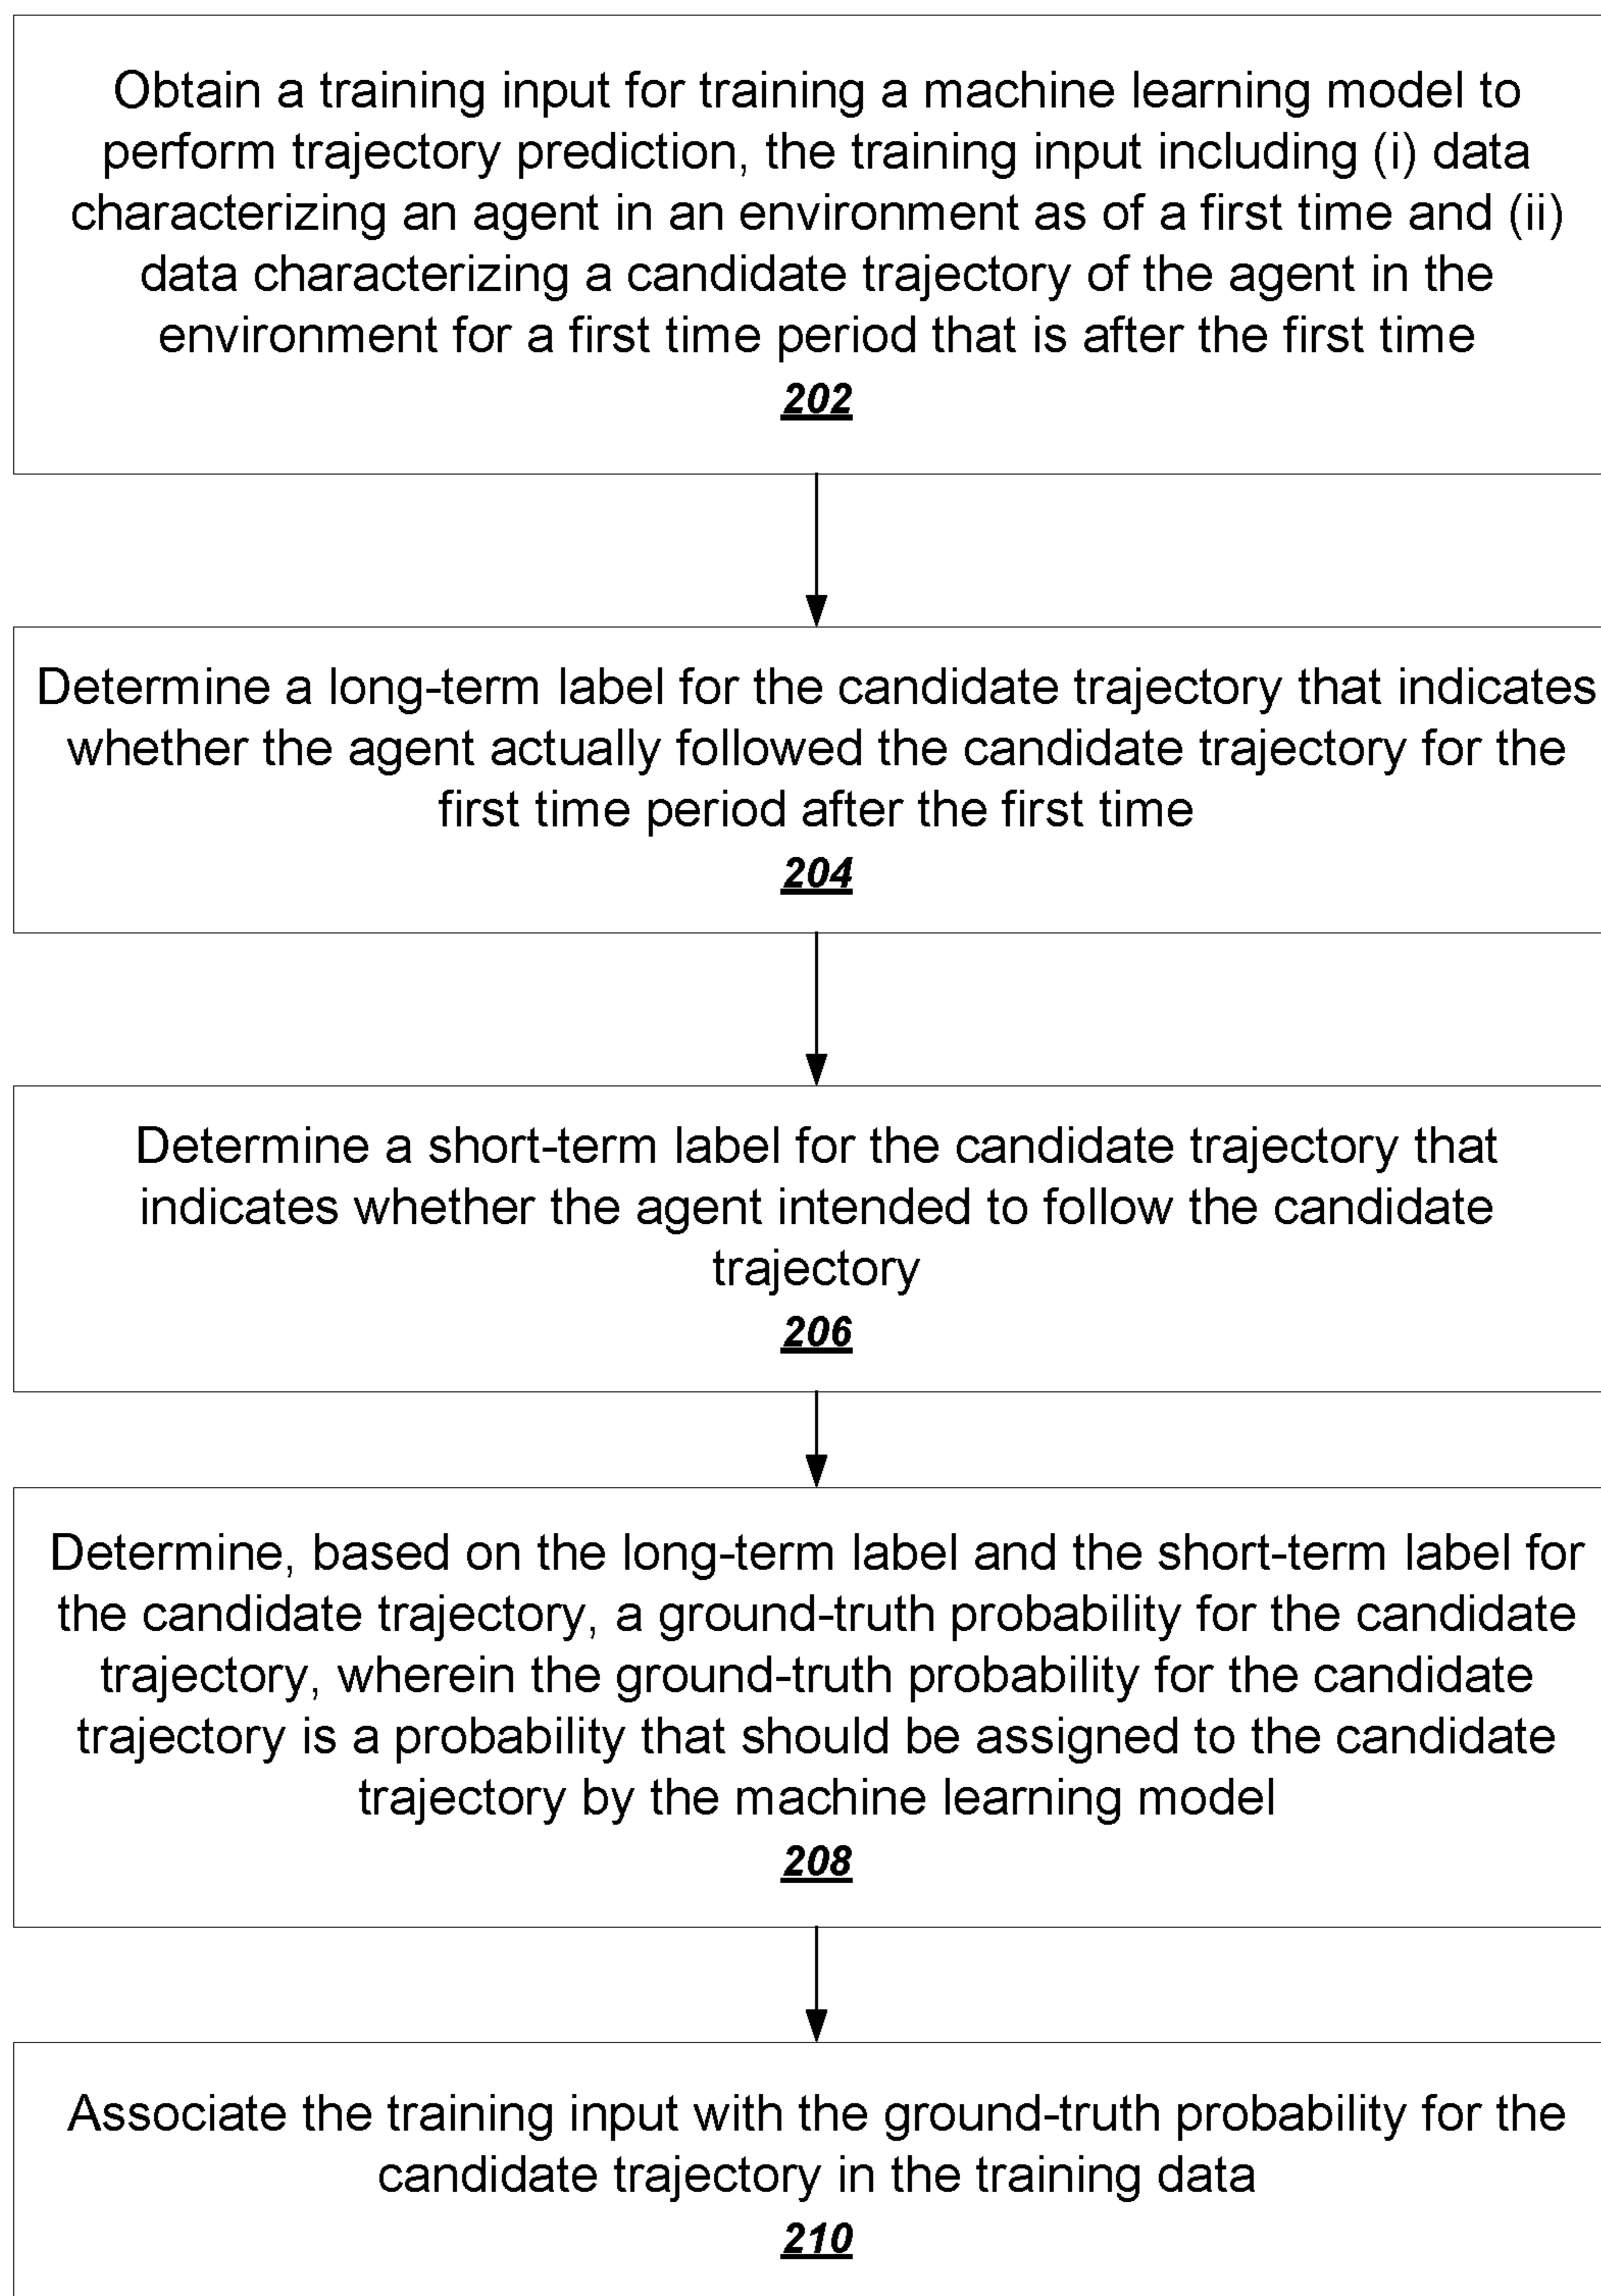 Obtain a training input for training a machine learning model to
perform trajectory prediction, the training input including (i) data
characterizing an agent in an environment as of a first time and (ii)
data characterizing a candidate trajectory of the agent in the
environment for a first time period that is after the first time
202
Determine a long-term label for the candidate trajectory that indicates
whether the agent actually followed the candidate trajectory for the
first time period after the first time
204
Determine a short-term label for the candidate trajectory that
indicates whether the agent intended to follow the candidate
trajectory
206
Determine, based on the long-term label and the short-term label for
the candidate trajectory, a ground-truth probability for the candidate
trajectory, wherein the ground-truth probability for the candidate
trajectory is a probability that should be assigned to the candidate
trajectory by the machine learning model
208
Associate the training input with the ground-truth probability for the
candidate trajectory in the training data
210